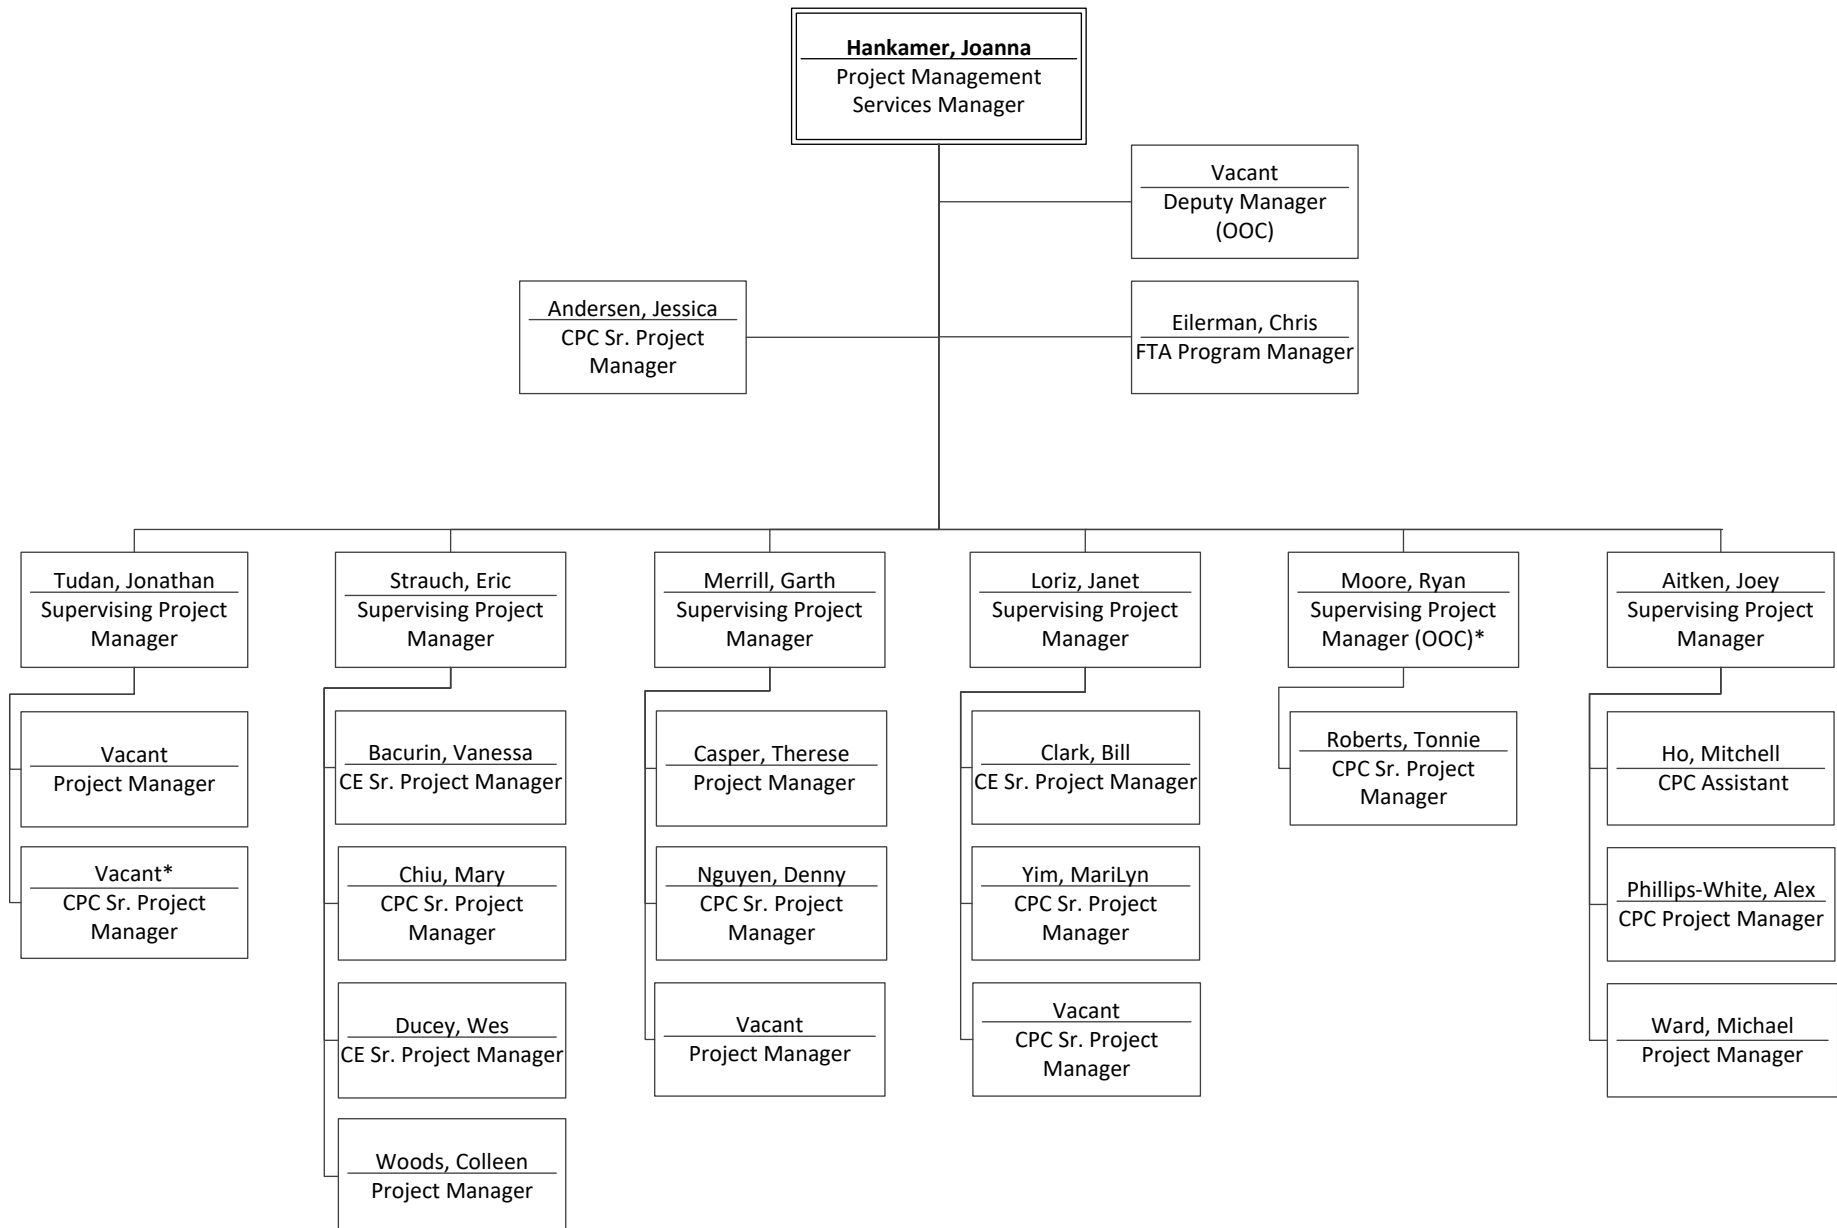 Hankamer, Joanna
Project Management
Services Manager
Vacant
Deputy Manager
(OOC)
Andersen, Jessica
CPC Sr. Project
Manager
Eilerman, Chris
FTA Program Manager
Tudan, Jonathan
Supervising Project
Manager
Strauch, Eric
Supervising Project
Manager
Merrill, Garth
Supervising Project
Manager
Loriz, Janet
Supervising Project
Manager
Moore, Ryan
Supervising Project
Manager (OOC)*
Aitken, Joey
Supervising Project
Manager
Vacant
Project Manager
Vacant*
CPC Sr. Project
Manager
Bacurin, Vanessa
CE Sr. Project Manager
Chiu, Mary
CPC Sr. Project
Manager
Ducey, Wes
CE Sr. Project Manager
Woods, Colleen
Project Manager
Casper, Therese
Project Manager
Nguyen, Denny
CPC Sr. Project
Manager
Vacant
Project Manager
Clark, Bill
CE Sr. Project Manager
Yim, MariLyn
CPC Sr. Project
Manager
Vacant
CPC Sr. Project
Manager
Roberts, Tonnie
CPC Sr. Project
Manager
Ho, Mitchell
CPC Assistant
Phillips-White, Alex
CPC Project Manager
Ward, Michael
Project Manager